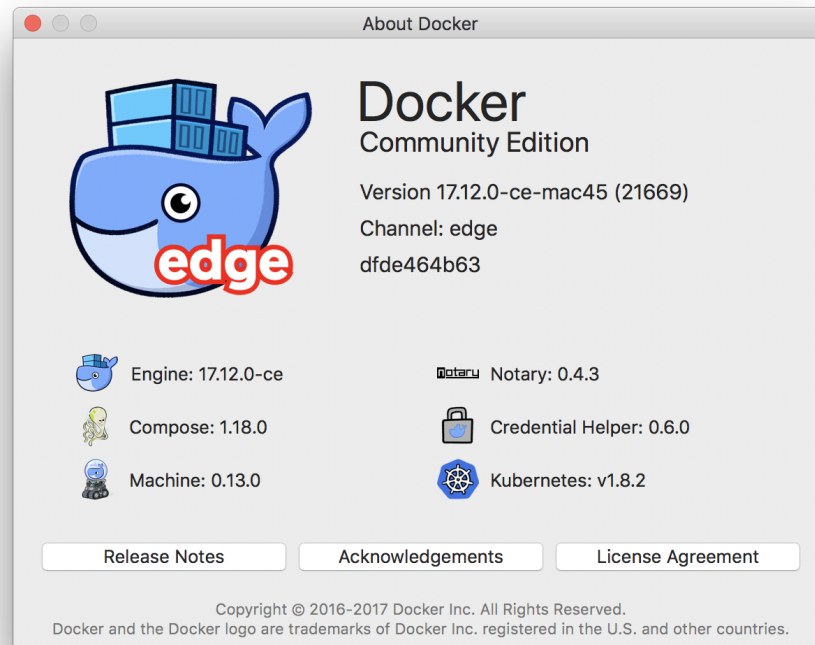 About Docker
Docker
Community Edition
Version 17.12.0-ce-mac45 (21669)
Channel: edge
dfde464b63
edge
Engine: 17.12.0-ce
notary
Notary: 0.4.3
Compose: 1.18.0
Credential Helper: 0.6.0
Machine: 0.13.0
Kubernetes: v1.8.2
Release Notes
Acknowledgements
License Agreement
Copyright © 2016-2017 Docker Inc. All Rights Reserved.
Docker and the Docker logo are trademarks of Docker Inc. registered in the U.S. and other countries.